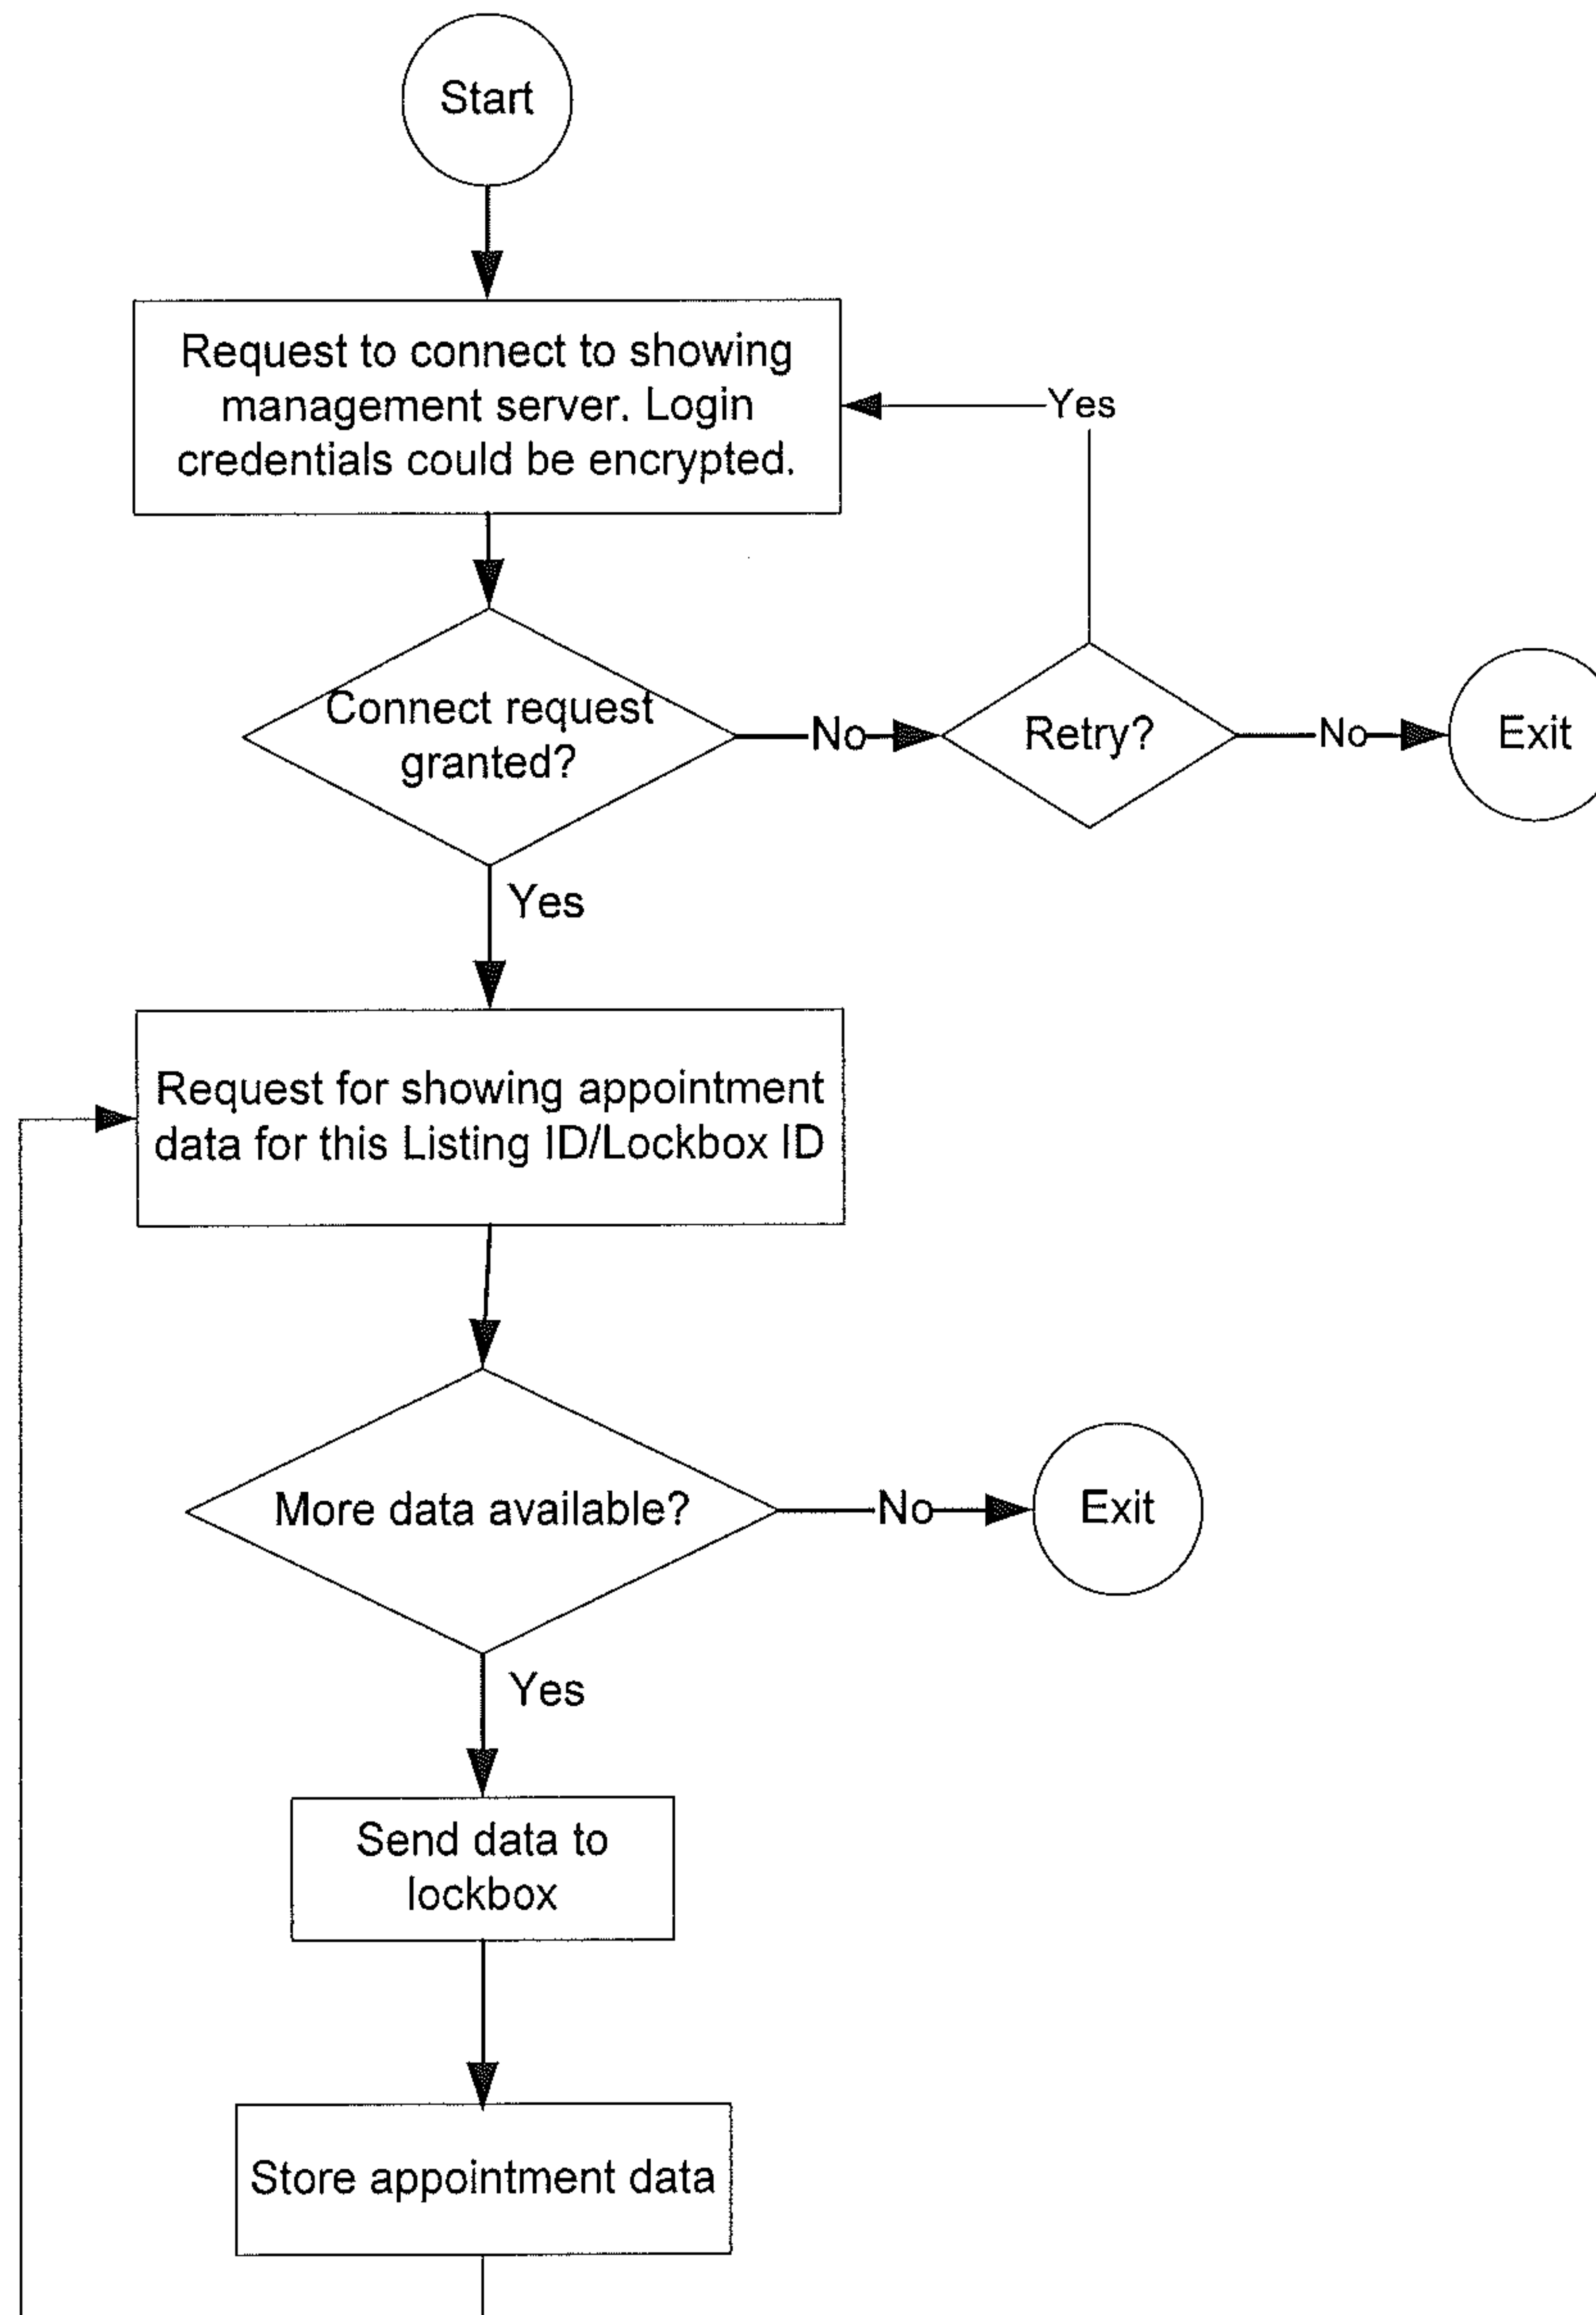 Start
Request to connect to showing
management server. Login
credentials could be encrypted.
Yes
Connect request
granted?
No
Retry?
No
Exit
Yes
Request for showing appointment
data for this Listing ID/Lockbox ID
More data available?
No
Exit
Yes
Send data to
lockbox
Store appointment data